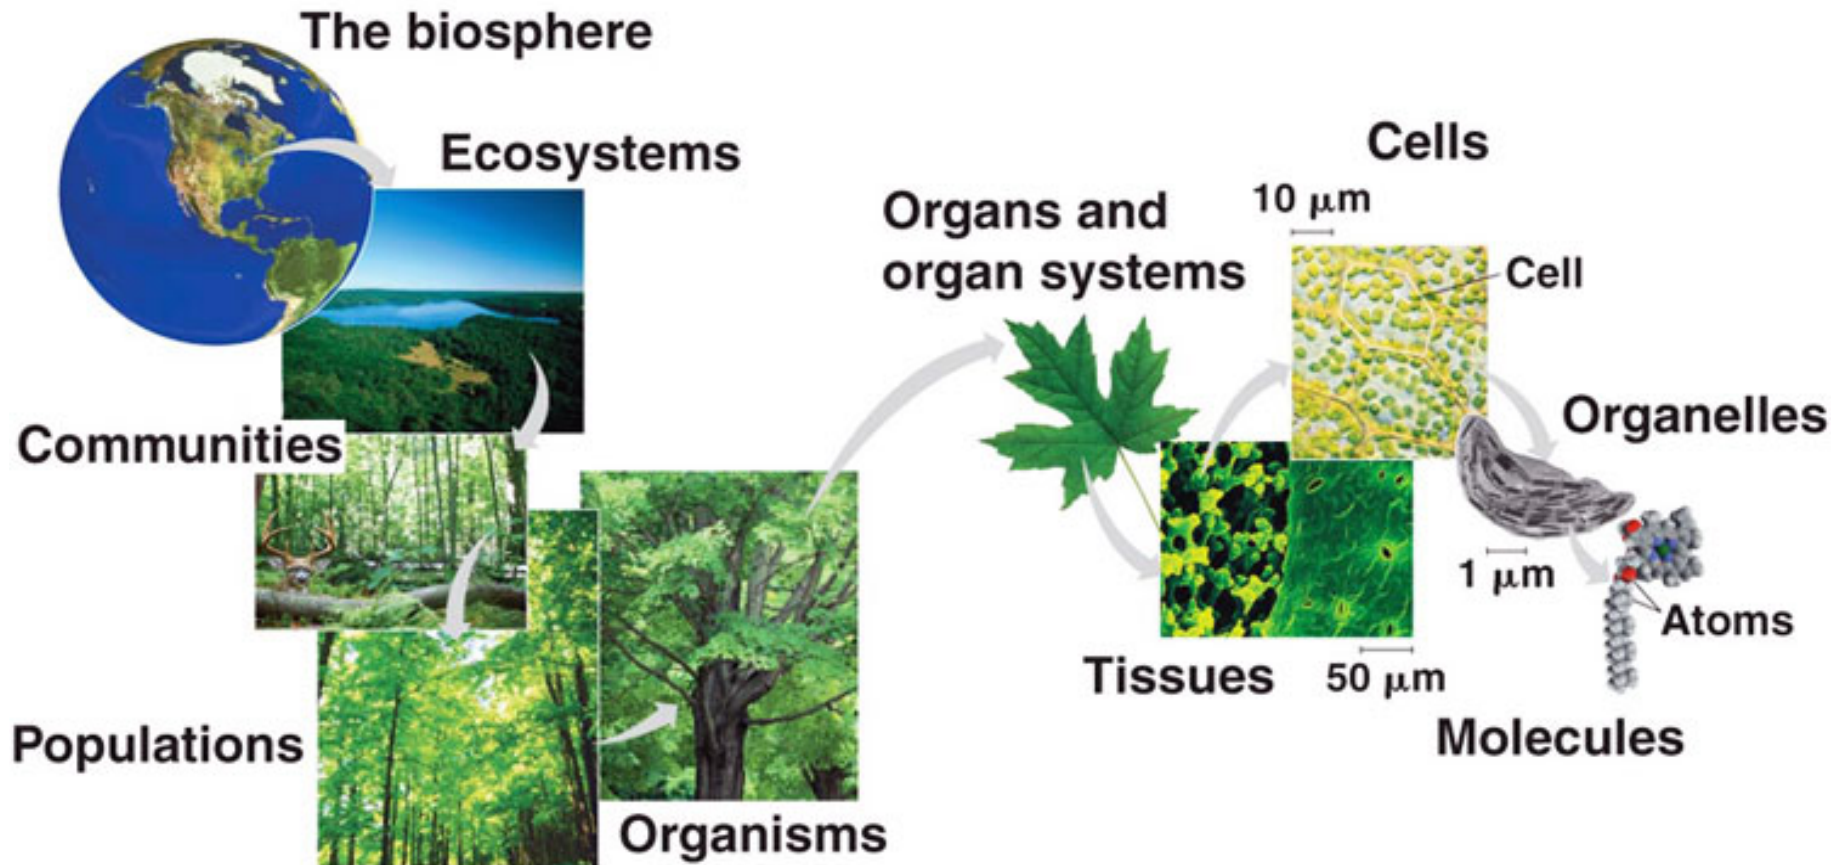 The biosphere
Ecosystems
Communities
Populations
Organisms
Organs and
organ systems
Tissues
50 μm
Cells
10 μm
Cell
Organelles
1 μm
Atoms
Molecules